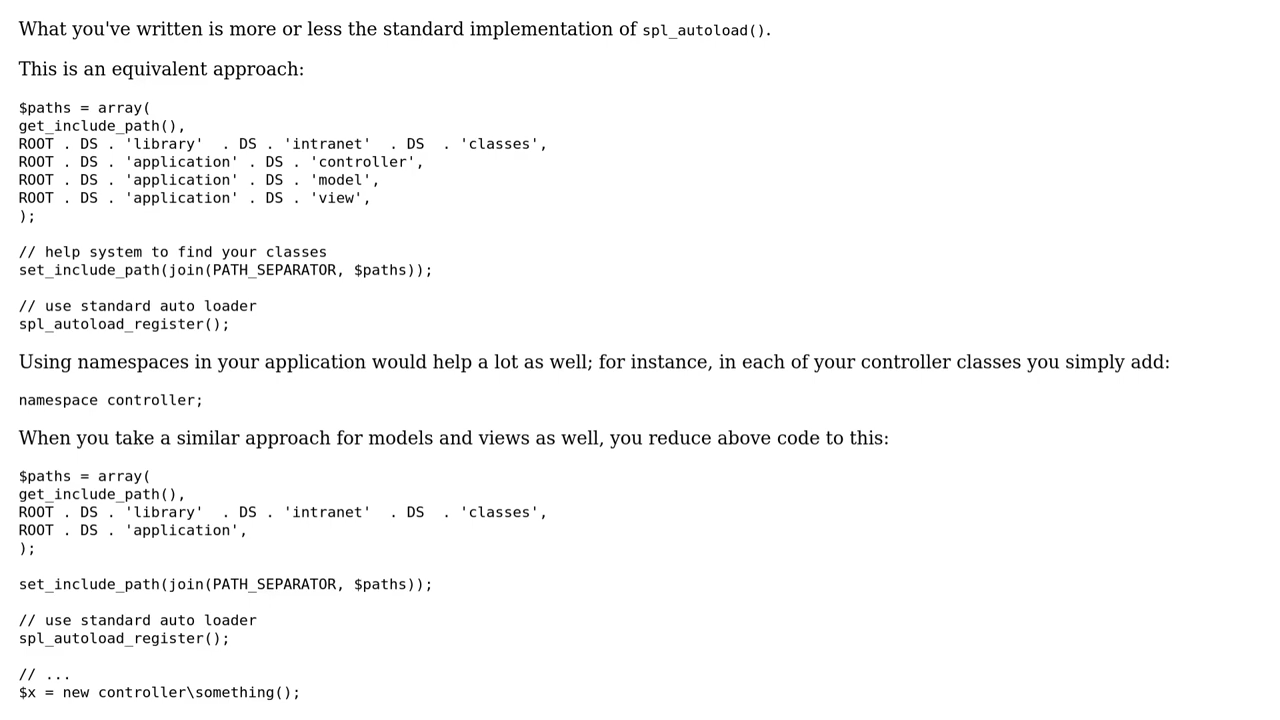 What you've written is more or less the standard implementation of spl_autoload().
This is an equivalent approach:
$paths = array(
get_include_path(),
ROOT . DS . 'library'  . DS . 'intranet'  . DS  . 'classes',
ROOT . DS . 'application' . DS . 'controller',
ROOT . DS . 'application' . DS . 'model',
ROOT . DS . 'application' . DS . 'view',
);
// help system to find your classes
set_include_path(join(PATH_SEPARATOR, $paths));
// use standard auto loader
spl_autoload_register();
Using namespaces in your application would help a lot as well; for instance, in each of your controller classes you simply add:
namespace controller;
When you take a similar approach for models and views as well, you reduce above code to this:
$paths = array(
get_include_path(),
ROOT . DS . 'library'  . DS . 'intranet'  . DS  . 'classes',
ROOT . DS . 'application',
);
set_include_path(join(PATH_SEPARATOR, $paths));
// use standard auto loader
spl_autoload_register();
// ...
$x = new controller\something();